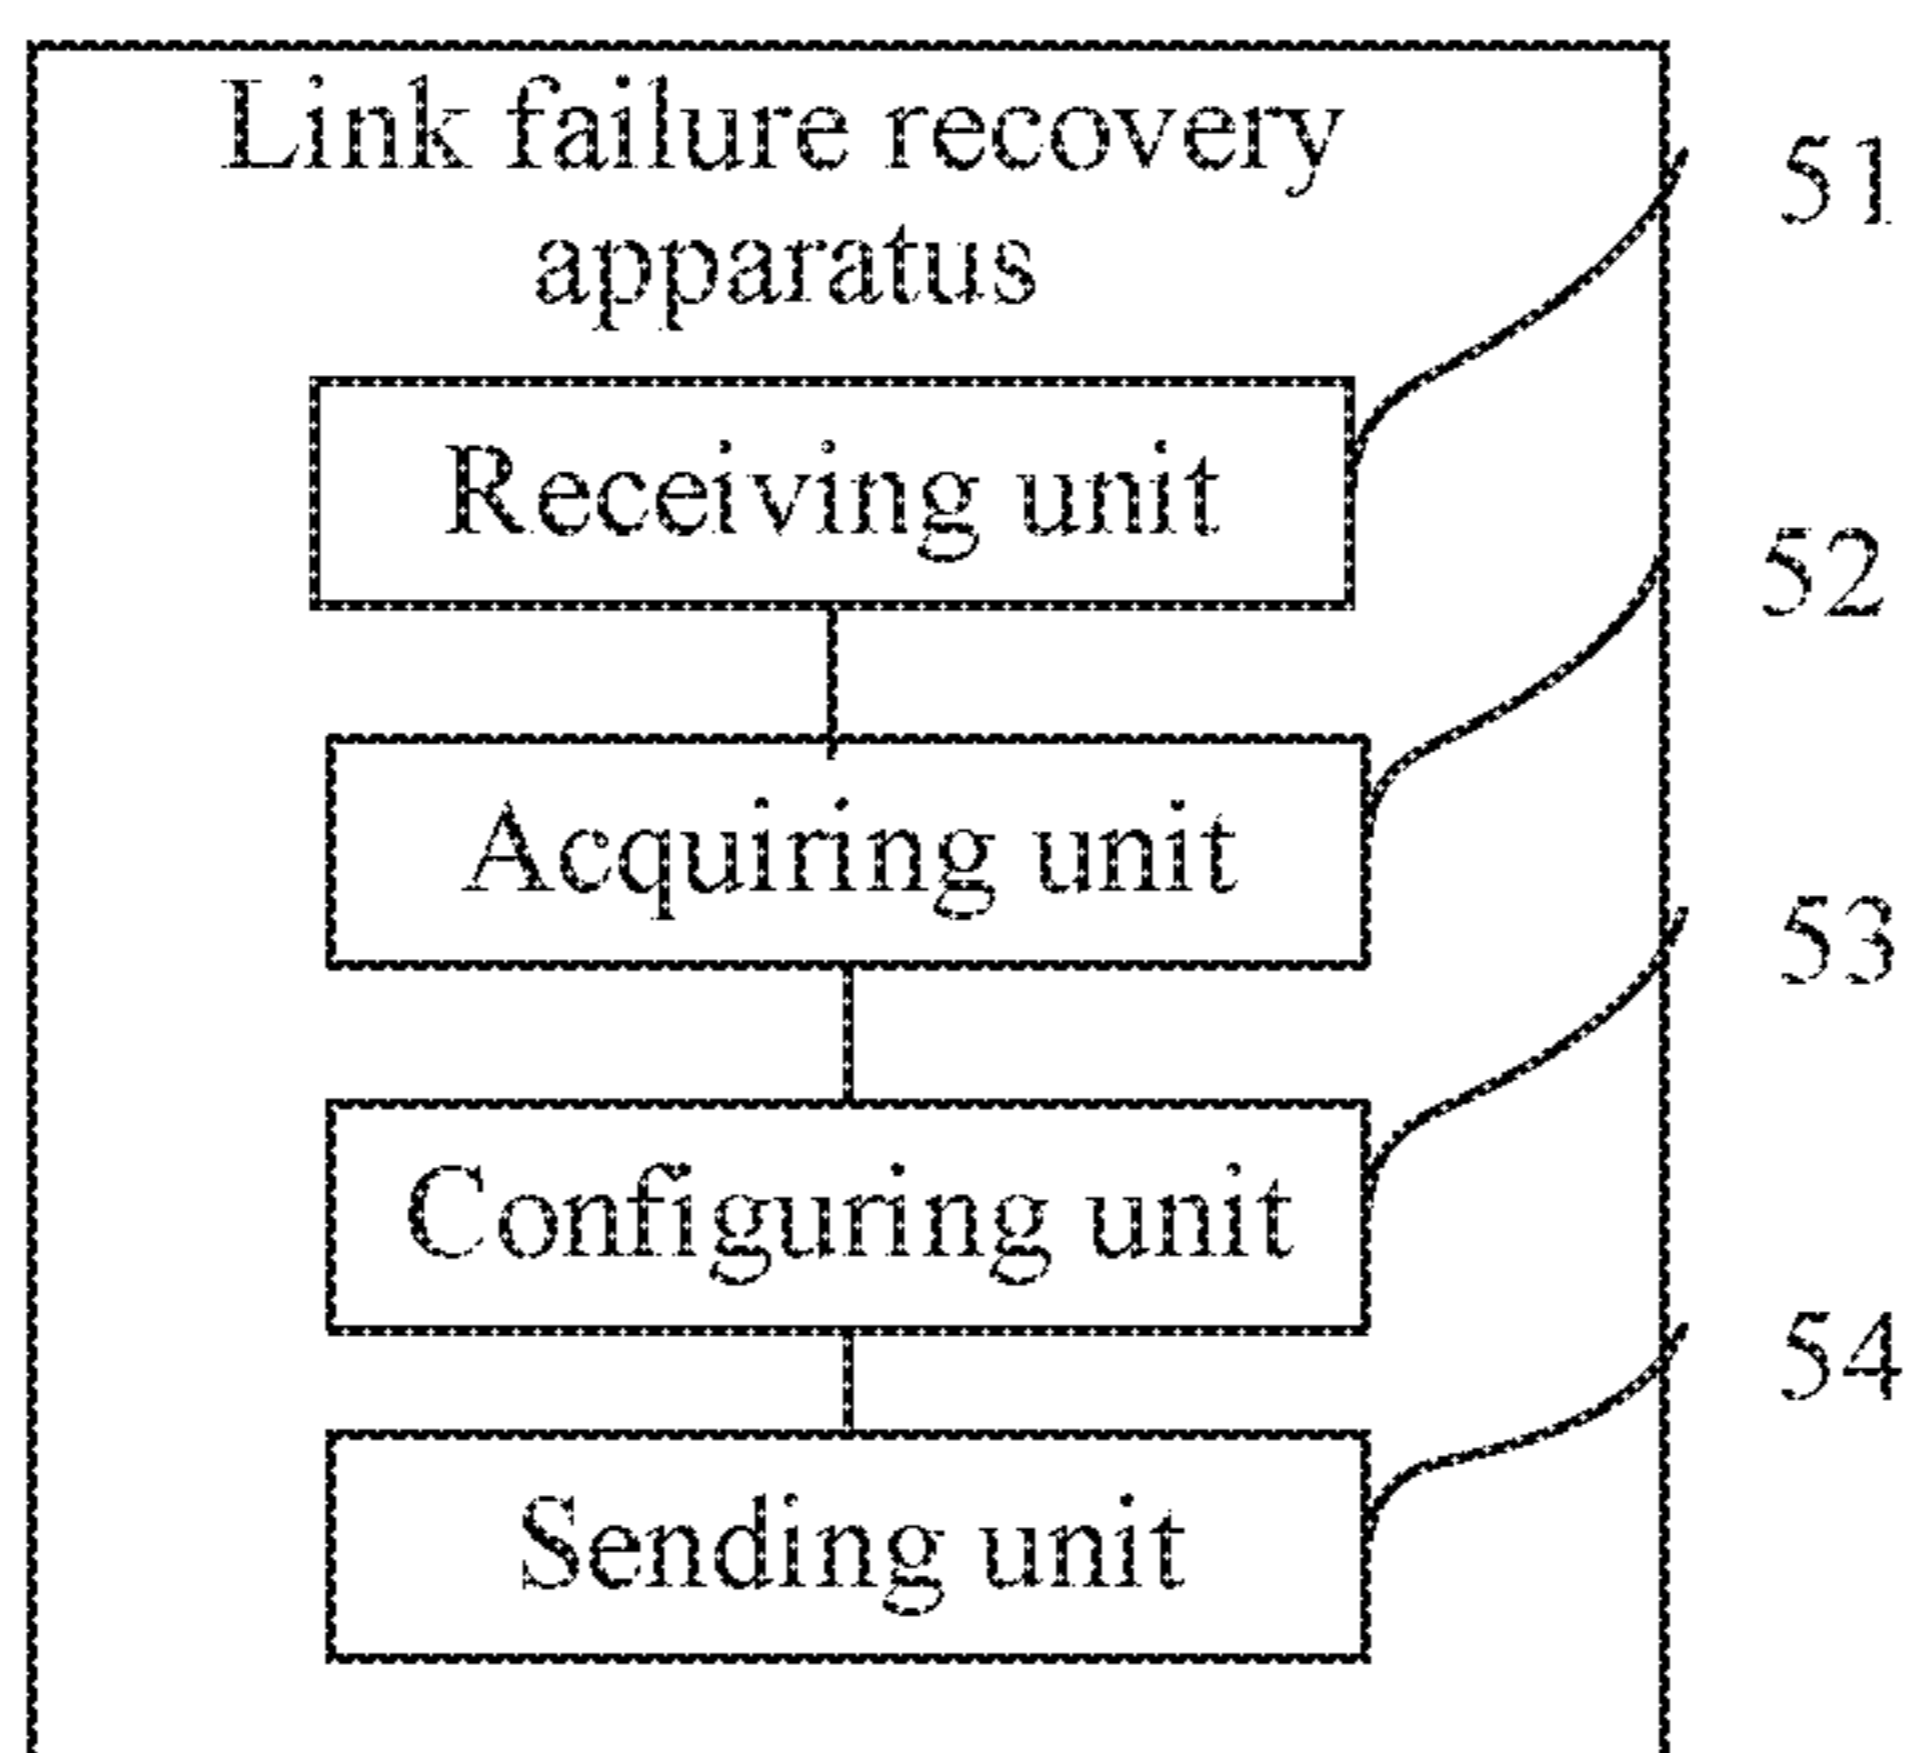 Link failure recovery
apparatus
51
Receiving unit
52
Acquiring unit
53
Configuring unit
54
Sending unit